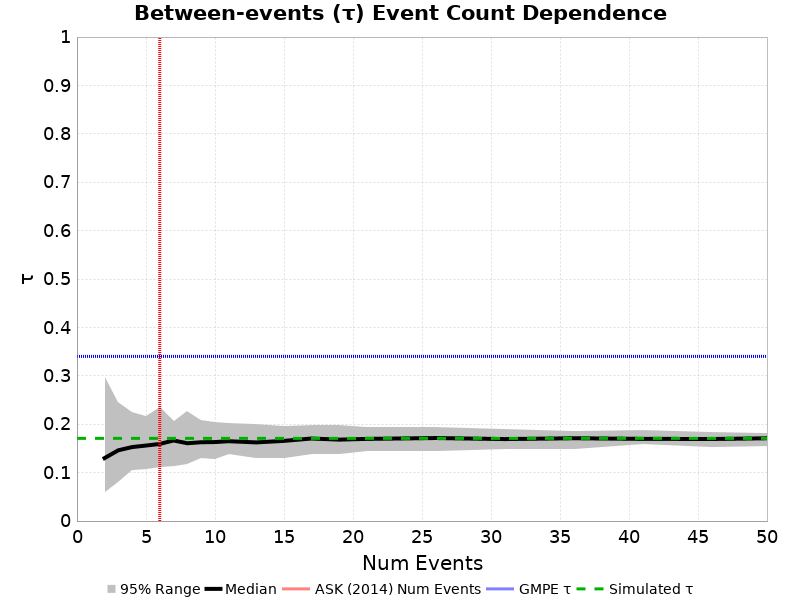 Between-events (τ) Event Count Dependence
1
0.9
0.8
0.7
0.6
0.5
0.4
0.3
0.2
0.1
0
τ
0 5 10 15 20 25 30 35 40 45 50
Num Events
95% Range Median ASK (2014) Num Events GMPE τ Simulated τ